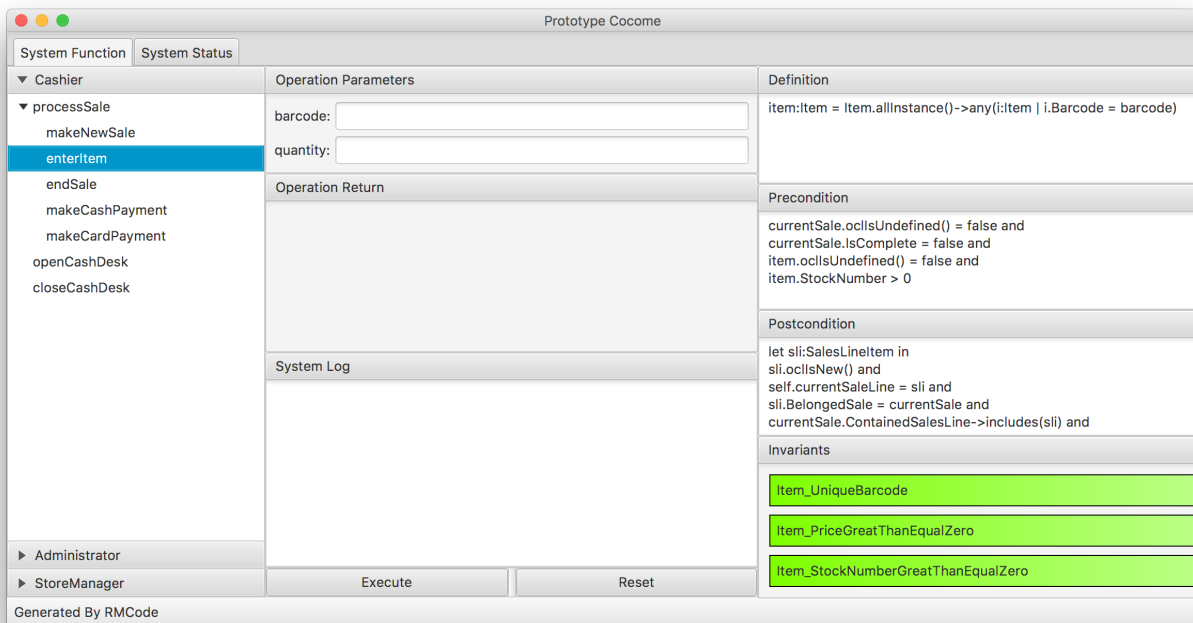 Prototype Cocome
System Function
System Status
Cashier
processSale
makeNewSale
enterItem
endSale
makeCashPayment
makeCardPayment
openCashDesk
closeCashDesk
Administrator
StoreManager
Operation Parameters
barcode:
quantity:
Operation Return
System Log
Execute
Reset
Definition
item:Item = Item.allInstance()->any(i:Item | i.Barcode = barcode)
Precondition
currentSale.oclIsUndefined() = false and
currentSale.IsComplete = false and
item.oclIsUndefined() = false and
item.StockNumber > 0
Postcondition
let sli:SalesLineItem in
sli.oclIsNew() and
self.currentSaleLine = sli and
sli.BelongedSale = currentSale and
currentSale.ContainedSalesLine->includes(sli) and
Invariants
Item_UniqueBarcode
Item_PriceGreatThanEqualZero
Item_StockNumberGreatThanEqualZero
Generated By RMCode